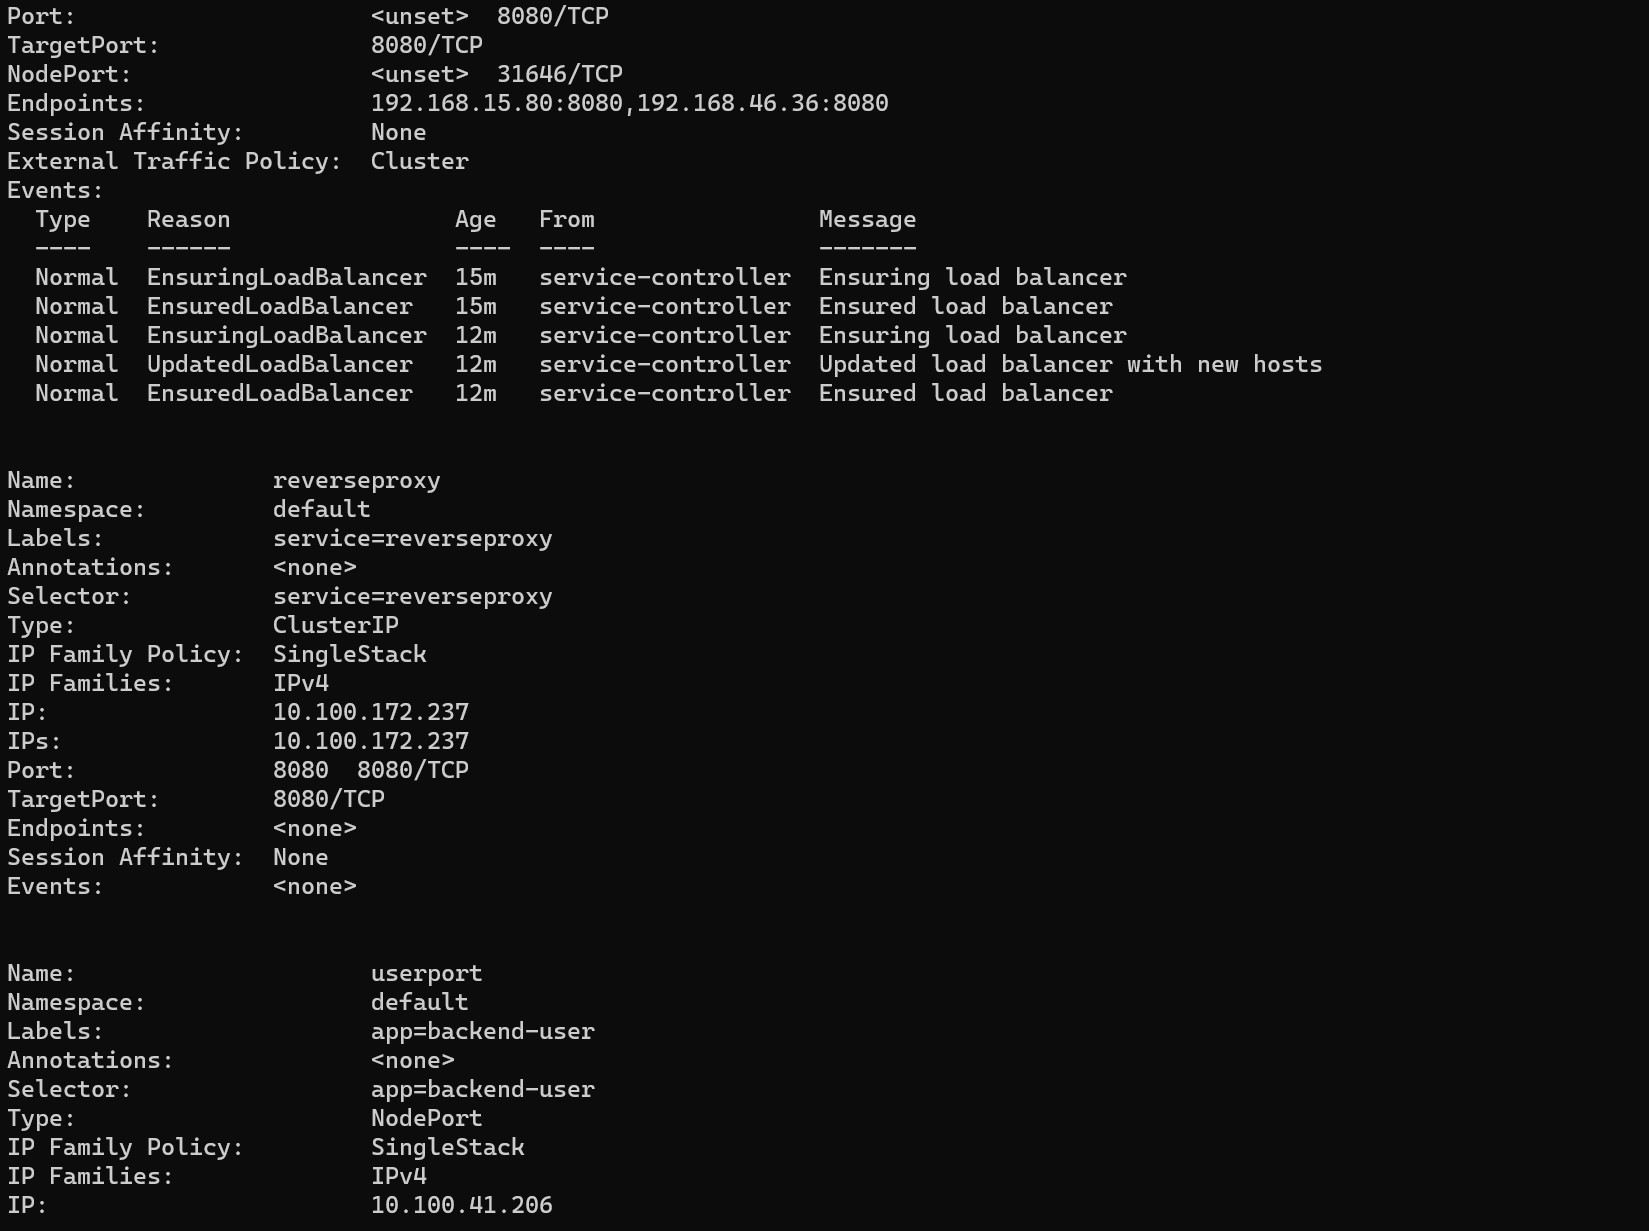 Port:                     <unset>  8080/TCP
TargetPort:               8080/TCP
NodePort:                 <unset>  31646/TCP
Endpoints:                192.168.15.80:8080,192.168.46.36:8080
Session Affinity:         None
External Traffic Policy:  Cluster
Events:
  Type    Reason                Age   From                Message
  ----    ------                ----  ----                -------
  Normal  EnsuringLoadBalancer  15m   service-controller  Ensuring load balancer
  Normal  EnsuredLoadBalancer   15m   service-controller  Ensured load balancer
  Normal  EnsuringLoadBalancer  12m   service-controller  Ensuring load balancer
  Normal  UpdatedLoadBalancer   12m   service-controller  Updated load balancer with new hosts
  Normal  EnsuredLoadBalancer   12m   service-controller  Ensured load balancer
Name:              reverseproxy
Namespace:         default
Labels:            service=reverseproxy
Annotations:       <none>
Selector:          service=reverseproxy
Type:              ClusterIP
IP Family Policy:  SingleStack
IP Families:       IPv4
IP:                10.100.172.237
IPs:               10.100.172.237
Port:              8080  8080/TCP
TargetPort:        8080/TCP
Endpoints:         <none>
Session Affinity:  None
Events:            <none>
Name:                     userport
Namespace:                default
Labels:                   app=backend-user
Annotations:              <none>
Selector:                 app=backend-user
Type:                     NodePort
IP Family Policy:         SingleStack
IP Families:              IPv4
IP:                       10.100.41.206